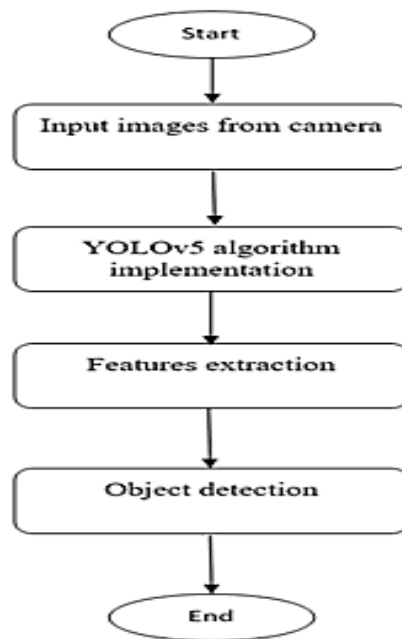 Start
Input images from camera
YOLOv5 algorithm
implementation
Features extraction
Object detection
End